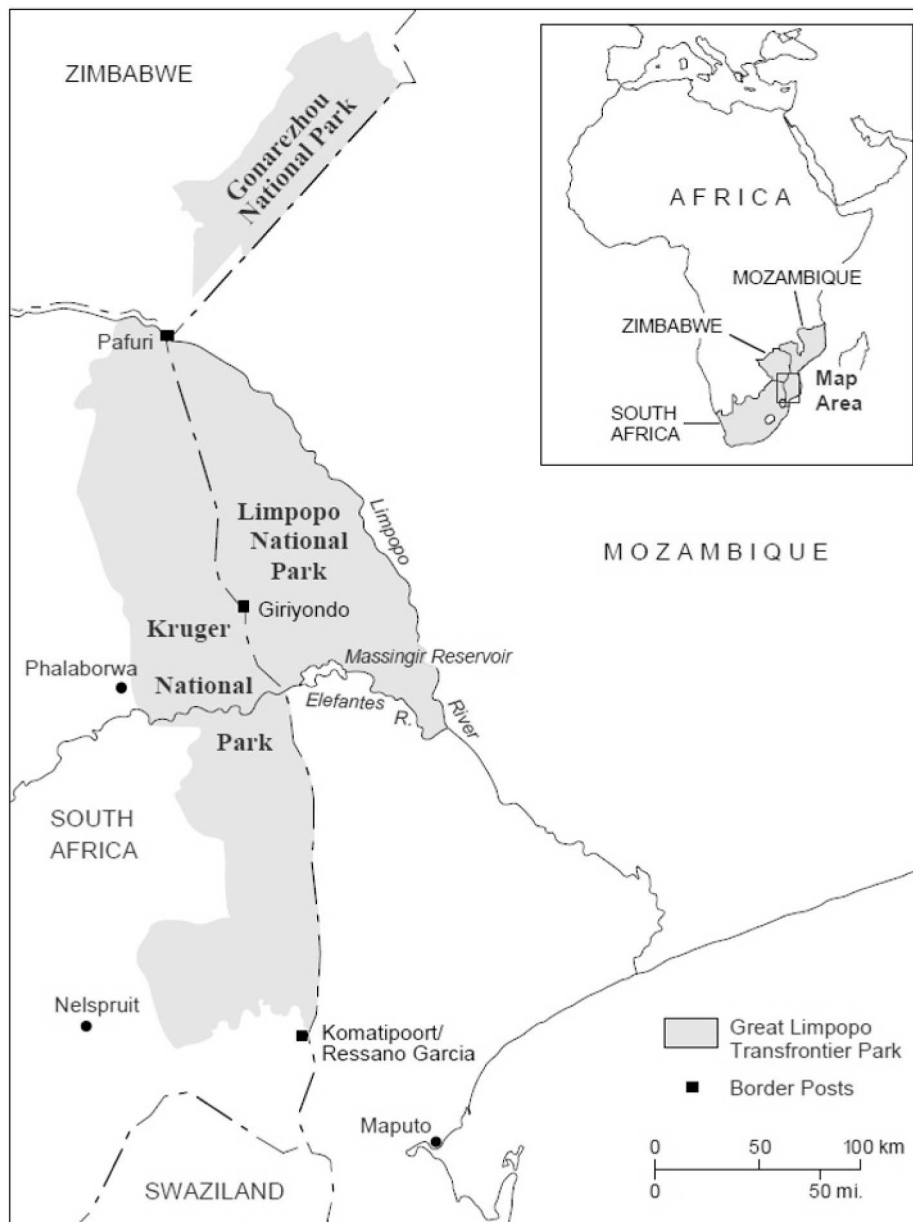 ZIMBABWE
Gonarezhou
National Park
Pafuri
Limpopo
National
Park
Limpopo
River
MOZAMBIQUE
Giriyondo
Kruger
National
Park
Phalaborwa
Massingir Reservoir
Elefantes
R.
SOUTH
AFRICA
Nelspruit
Komatipoort/
Ressano Garcia
Maputo
SWAZILAND
AFRICA
MOZAMBIQUE
ZIMBABWE
Map
Area
SOUTH
AFRICA
Great Limpopo
Transfrontier Park
Border Posts
0 50 100 km
0 50 mi.